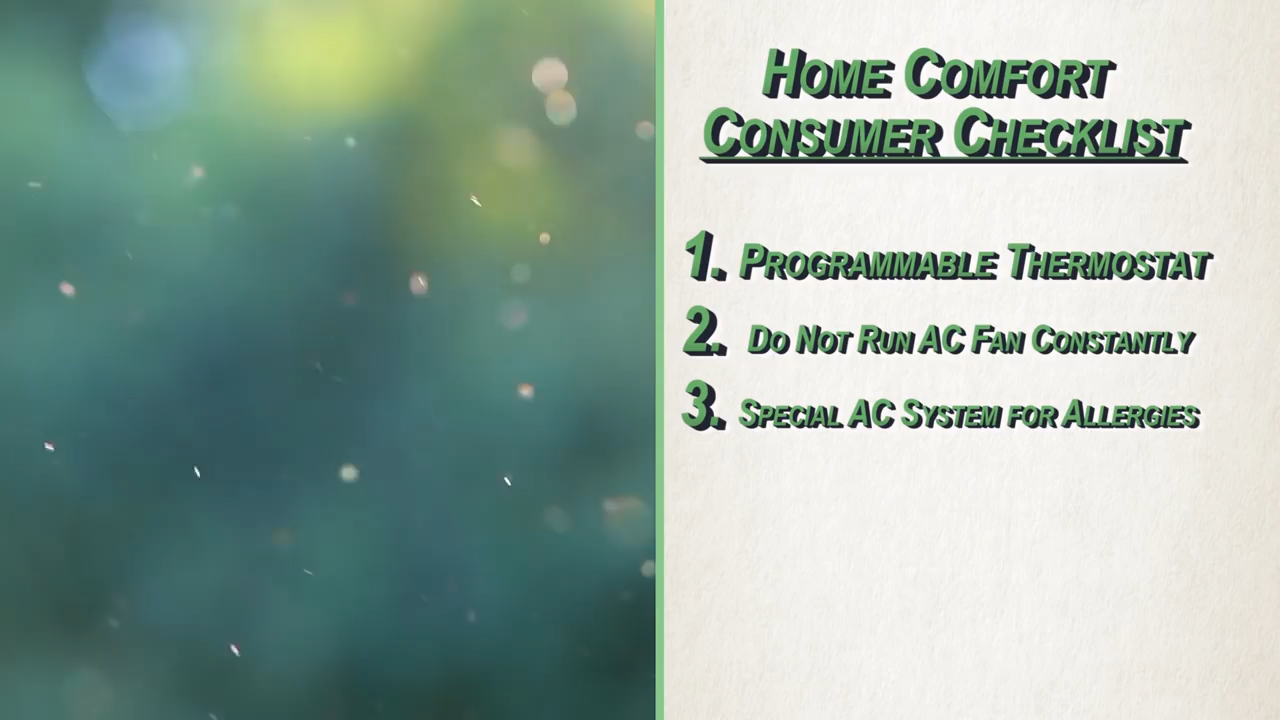 Home Comfort
Consumer Checklist
1. Programmable Thermostat
2. Do Not Run AC Fan Constantly
3. Special AC System for Allergies